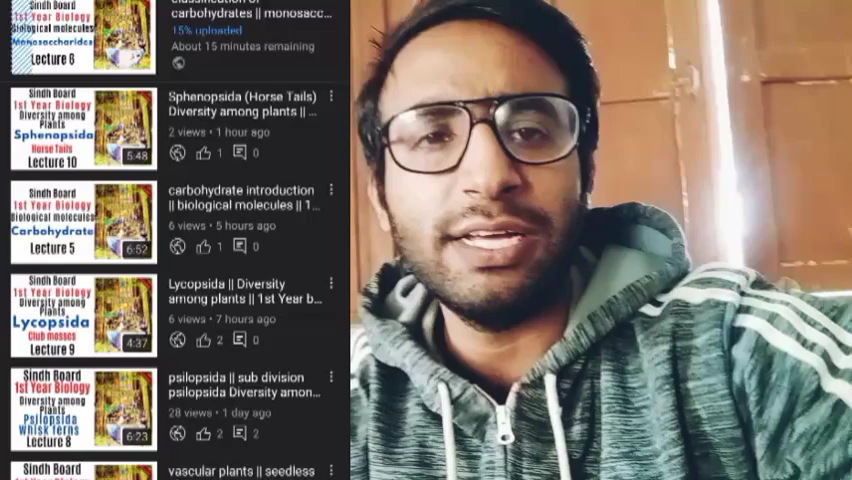 Sindh Board
1st Year Biology
Biological molecules
Monosaccharides
Lecture 6
classification of
carbohydrates || monosacc...
15% uploaded
About 15 minutes remaining
Sindh Board
1st Year Biology
Diversity among
Plants
Sphenopsida
Horse Tails
Lecture 10
5:48
Sphenopsida (Horse Tails)
Diversity among plants || ...
2 views • 1 hour ago
1
0
Sindh Board
1st Year Biology
Biological molecules
Carbohydrate
Lecture 5
6:52
carbohydrate introduction
|| biological molecules || 1...
6 views • 5 hours ago
1
0
Sindh Board
1st Year Biology
Diversity among
Plants
Lycopsida
Club mosses
Lecture 9
4:37
Lycopsida || Diversity
among plants || 1st Year b...
6 views • 7 hours ago
2
0
Sindh Board
1st Year Biology
Diversity among
Plants
Psilopsida
Whisk ferns
Lecture 8
6:23
psilopsida || sub division
psilopsida Diversity amon...
28 views • 1 day ago
2
2
Sindh Board
vascular plants || seedless